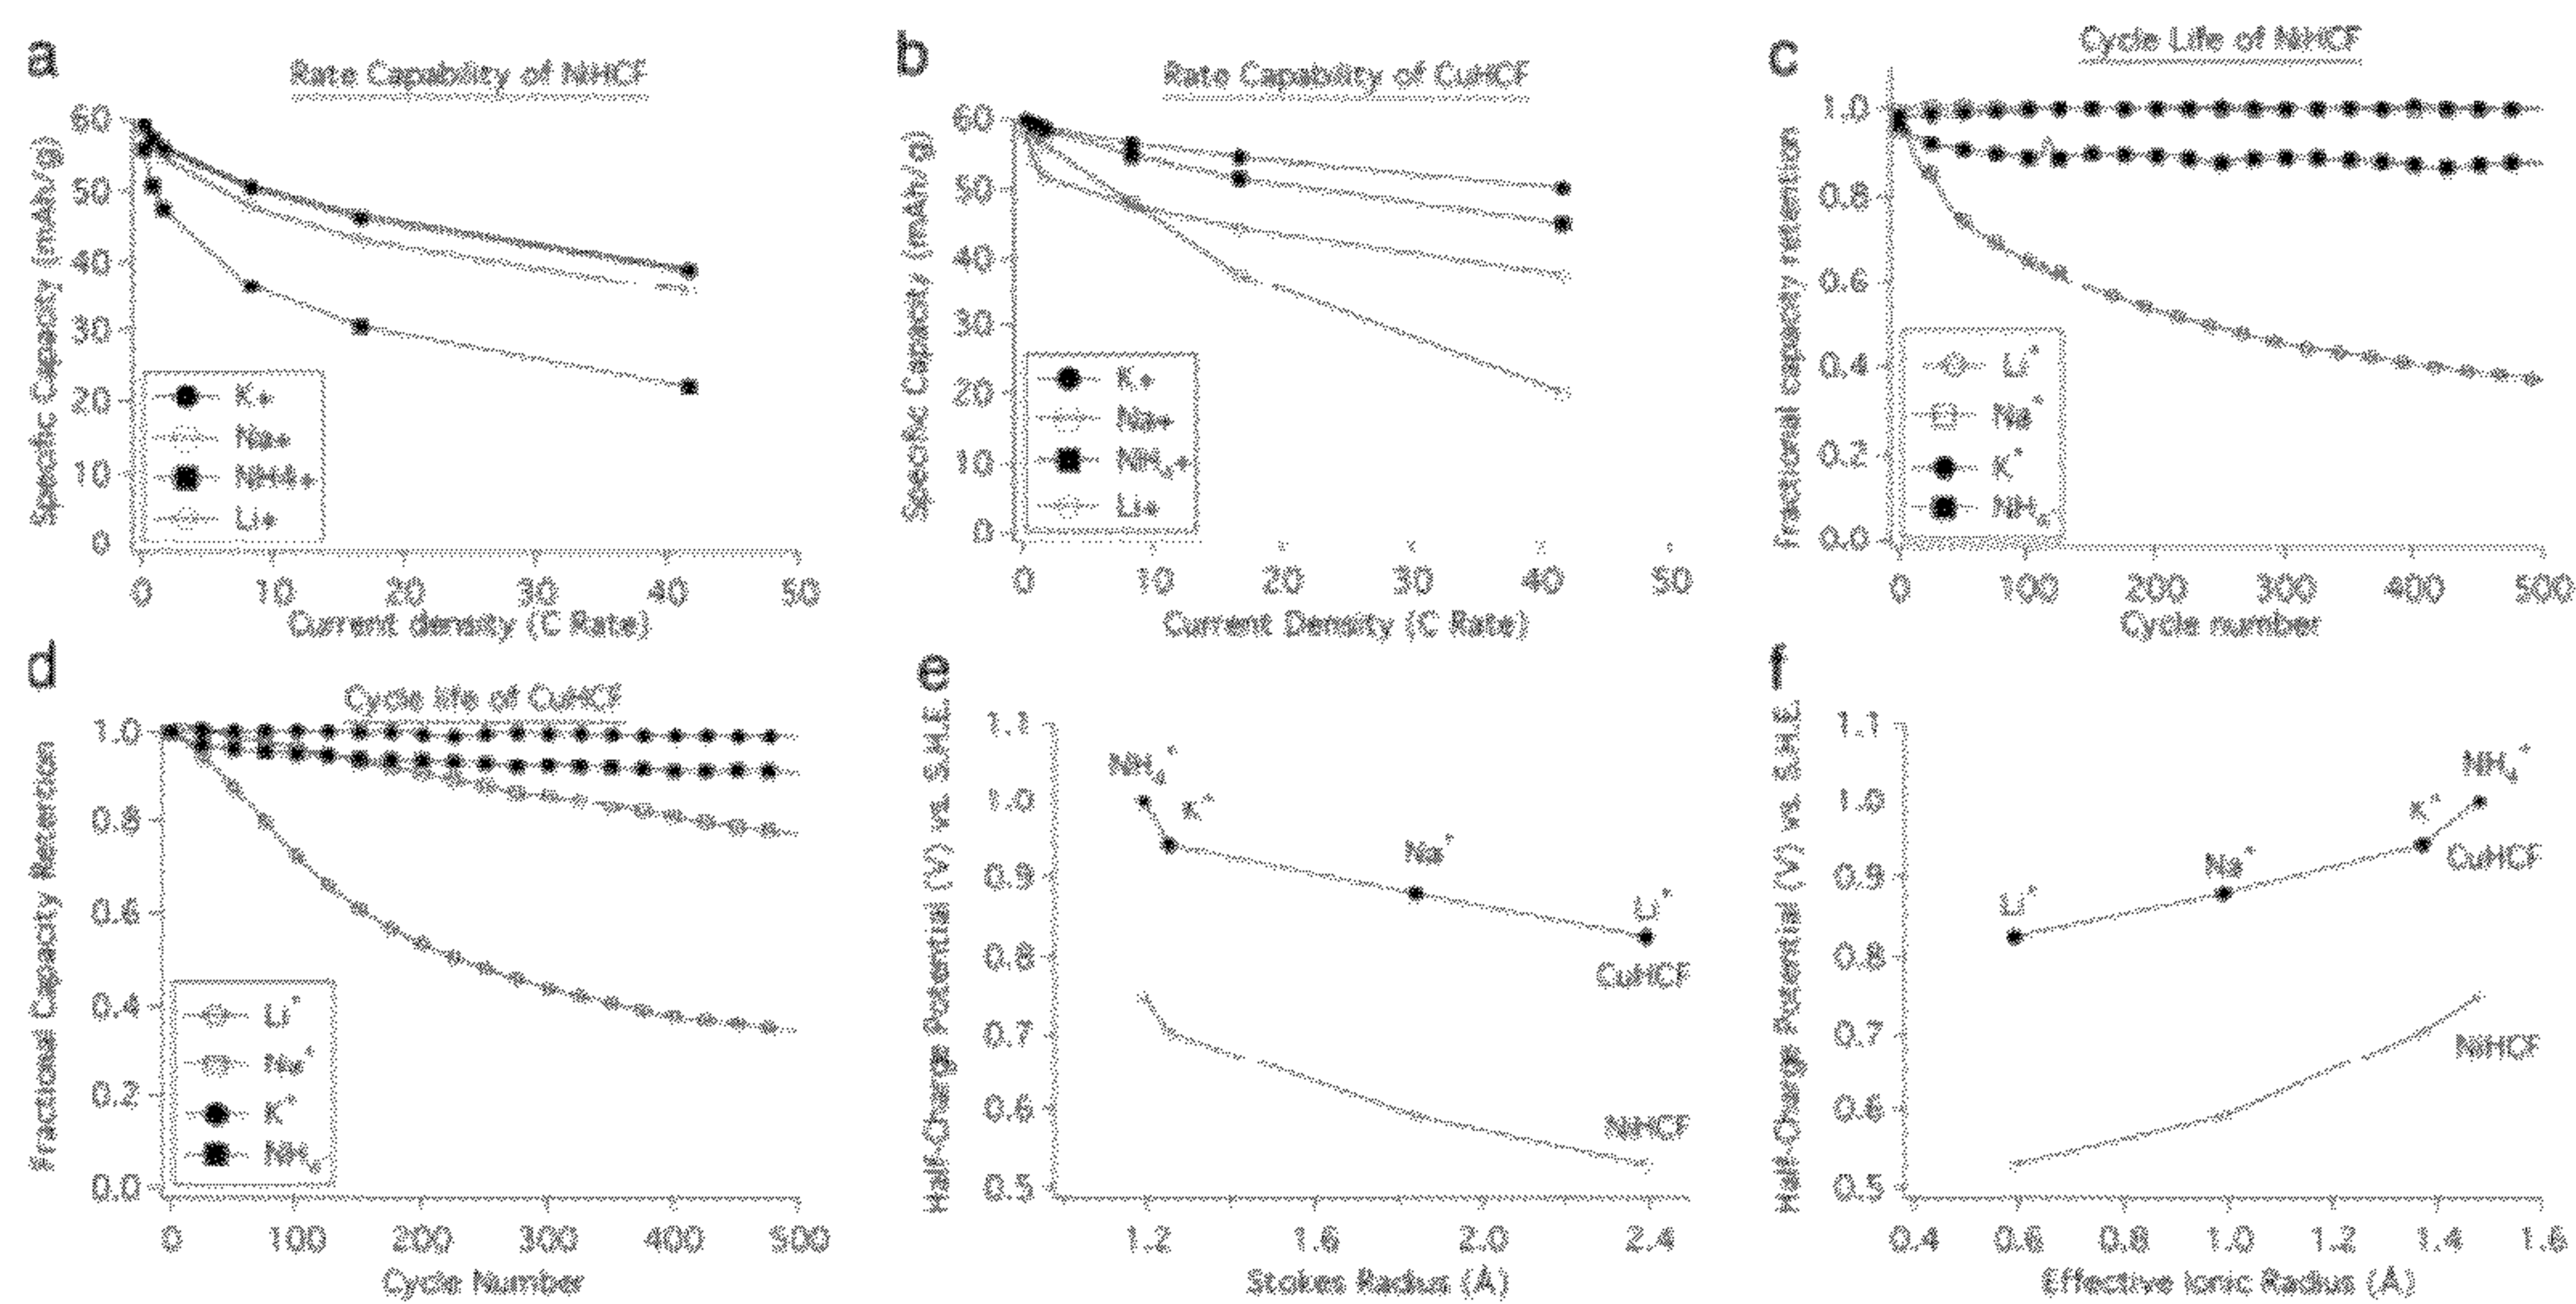 a
Rate Capability of NiHCF
Specific Capacity (mAh/g)
60
50
40
30
20
10
0
K+
Na+
NH4+
Li+
0 10 20 30 40 50
Current density (C Rate)
b
Rate Capability of CuHCF
Specific Capacity (mAh/g)
60
50
40
30
20
10
0
K+
Na+
NH4+
Li+
0 10 20 30 40 50
Current Density (C Rate)
c
Cycle Life of NiHCF
Fractional capacity retention
1.0
0.8
0.6
0.4
0.2
0.0
Li+
Na+
K+
NH4
0 100 200 300 400 500
Cycle number
d
Cycle life of CuHCF
Fractional Capacity Retention
1.0
0.8
0.6
0.4
0.2
0.0
Li+
Na+
K+
NH4
0 100 200 300 400 500
Cycle Number
e
Half-Charge Potential (V) vs. S.H.E.
1.1
1.0
0.9
0.8
0.7
0.6
0.5
NH4+
K+
Na+
Li+
CuHCF
NiHCF
1.2 1.6 2.0 2.4
Stokes Radius (Å)
f
Half-Charge Potential (V) vs. S.H.E.
1.1
1.0
0.9
0.8
0.7
0.6
0.5
NH4+
K+
CuHCF
Na+
Li+
NiHCF
0.4 0.6 0.8 1.0 1.2 1.4 1.6
Effective Ionic Radius (Å)